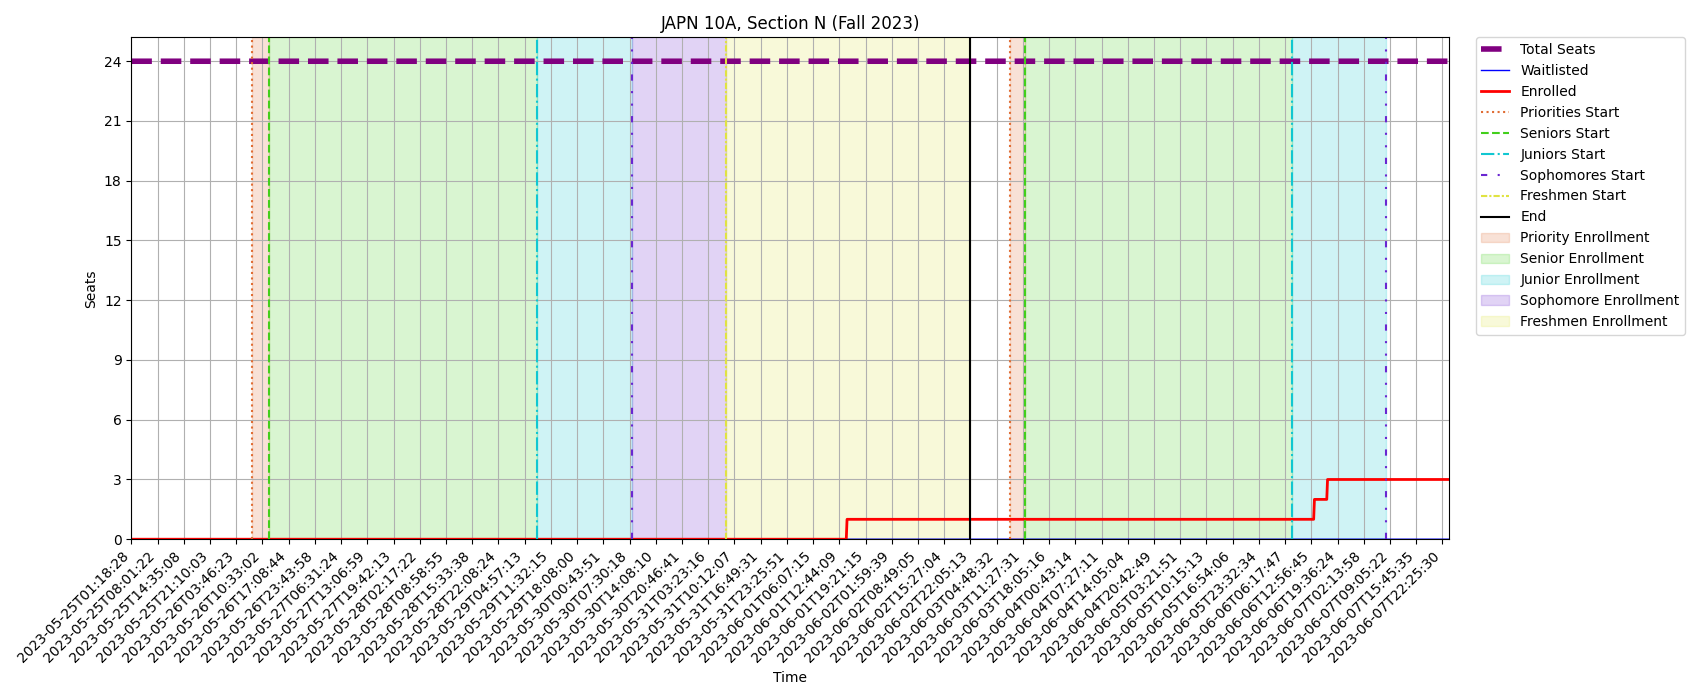 JAPN 10A, Section N (Fall 2023)
Seats
24
21
18
15
12
9
6
3
0
2023-05-25T01:18:28
2023-05-25T08:01:22
2023-05-25T14:35:08
2023-05-25T21:10:03
2023-05-26T03:46:23
2023-05-26T10:33:02
2023-05-26T17:08:44
2023-05-26T23:43:58
2023-05-27T06:31:24
2023-05-27T13:06:59
2023-05-27T19:42:13
2023-05-28T02:17:22
2023-05-28T08:58:55
2023-05-28T15:33:38
2023-05-28T22:08:24
2023-05-29T04:57:13
2023-05-29T11:32:15
2023-05-29T18:08:00
2023-05-30T00:43:51
2023-05-30T07:30:18
2023-05-30T14:08:10
2023-05-30T20:46:41
2023-05-31T03:23:16
2023-05-31T10:12:07
2023-05-31T16:49:31
2023-05-31T23:25:51
2023-06-01T06:07:15
2023-06-01T12:44:09
2023-06-01T19:21:15
2023-06-02T01:59:39
2023-06-02T08:49:05
2023-06-02T15:27:04
2023-06-02T22:05:13
2023-06-03T04:48:32
2023-06-03T11:27:31
2023-06-03T18:05:16
2023-06-04T00:43:14
2023-06-04T07:27:11
2023-06-04T14:05:04
2023-06-04T20:42:49
2023-06-05T03:21:51
2023-06-05T10:15:13
2023-06-05T16:54:06
2023-06-05T23:32:34
2023-06-06T06:17:47
2023-06-06T12:56:45
2023-06-06T19:36:24
2023-06-07T02:13:58
2023-06-07T09:05:22
2023-06-07T15:45:35
2023-06-07T22:25:30
Time
Total Seats
Waitlisted
Enrolled
Priorities Start
Seniors Start
Juniors Start
Sophomores Start
Freshmen Start
End
Priority Enrollment
Senior Enrollment
Junior Enrollment
Sophomore Enrollment
Freshmen Enrollment